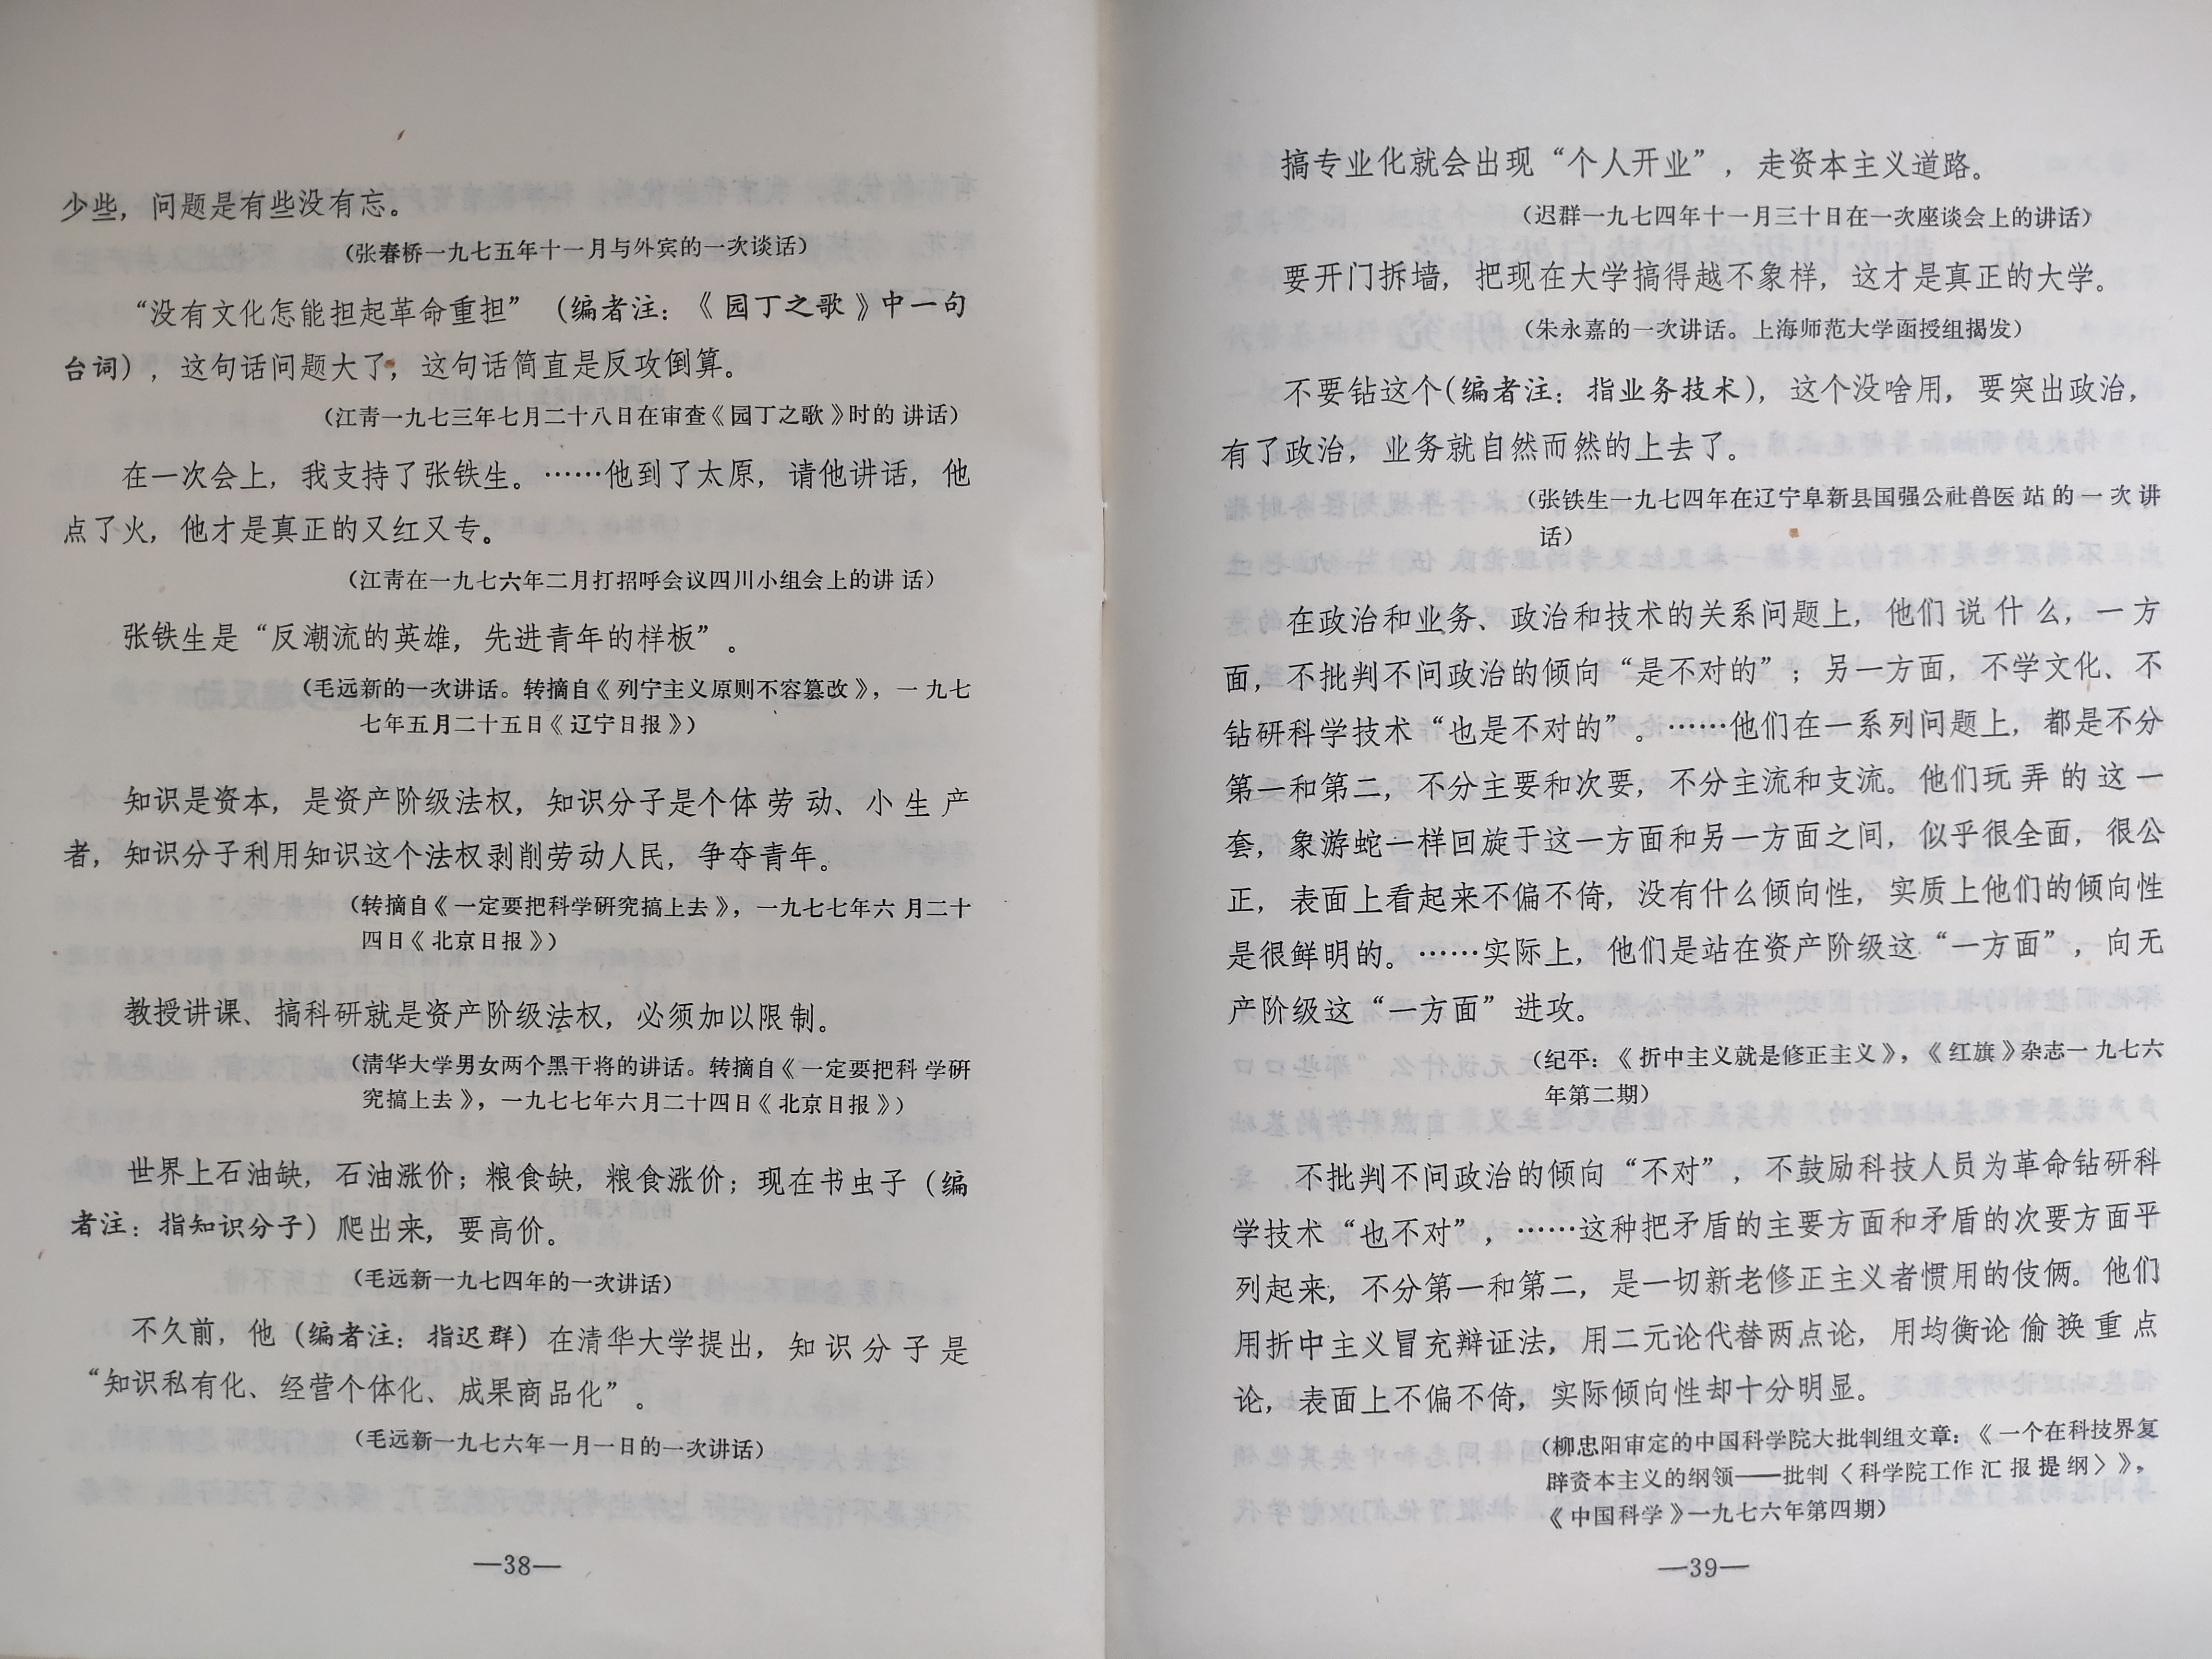 少些，问题是有些没有忘。
（张春桥一九七五年十一月与外宾的一次谈话）
“没有文化怎能担起革命重担”（编者注：《园丁之歌》中一句
台词），这句话问题大了，这句话简直是反攻倒算。
（江青一九七三年七月二十八日在审查《园丁之歌》时的讲话）
在一次会上，我支持了张铁生。……他到了太原，请他讲话，他
点了火，他才是真正的又红又专。
（江青在一九七六年二月打招呼会议四川小组会上的讲话）
张铁生是“反潮流的英雄，先进青年的样板”。
（毛远新的一次讲话。转摘自《列宁主义原则不容篡改》，一九七
七年五月二十五日《辽宁日报》）
知识是资本，是资产阶级法权，知识分子是个体劳动、小生产
者，知识分子利用知识这个法权剥削劳动人民，争夺青年。
（转摘自《一定要把科学研究搞上去》，一九七七年六月二十
四日《北京日报》）
教授讲课、搞科研就是资产阶级法权，必须加以限制。
（清华大学男女两个黑干将的讲话。转摘自《一定要把科学研
究搞上去》，一九七七年六月二十四日《北京日报》）
世界上石油缺，石油涨价；粮食缺，粮食涨价；现在书虫子（编
者注：指知识分子）爬出来，要高价。
（毛远新一九七四年的一次讲话）
不久前，他（编者注：指迟群）在清华大学提出，知识分子是
“知识私有化、经营个体化、成果商品化”。
（毛远新一九七六年一月一日的一次讲话）
—38—
搞专业化就会出现“个人开业”，走资本主义道路。
（迟群一九七四年十一月三十日在一次座谈会上的讲话）
要开门拆墙，把现在大学搞得越不象样，这才是真正的大学。
（朱永嘉的一次讲话。上海师范大学函授组揭发）
不要钻这个（编者注：指业务技术），这个没啥用，要突出政治，
有了政治，业务就自然而然的上去了。
（张铁生一九七四年在辽宁阜新县国强公社兽医站的一次讲
话）
在政治和业务、政治和技术的关系问题上，他们说什么，一方
面，不批判不问政治的倾向“是不对的”；另一方面，不学文化、不
钻研科学技术“也是不对的”。……他们在一系列问题上，都是不分
第一和第二，不分主要和次要，不分主流和支流。他们玩弄的这一
套，象游蛇一样回旋于这一方面和另一方面之间，似乎很全面，很公
正，表面上看起来不偏不倚，没有什么倾向性，实质上他们的倾向性
是很鲜明的。……实际上，他们是站在资产阶级这“一方面”，向无
产阶级这“一方面”进攻。
（纪平：《折中主义就是修正主义》，《红旗》杂志一九七六
年第二期）
不批判不问政治的倾向“不对”，不鼓励科技人员为革命钻研科
学技术“也不对”，……这种把矛盾的主要方面和矛盾的次要方面平
列起来，不分第一和第二，是一切新老修正主义者惯用的伎俩。他们
用折中主义冒充辩证法，用二元论代替两点论，用均衡论偷换重点
论，表面上不偏不倚，实际倾向性却十分明显。
（柳忠阳审定的中国科学院大批判组文章：《一个在科技界复
辟资本主义的纲领——批判〈科学院工作汇报提纲〉》，
《中国科学》一九七六年第四期）
—39—